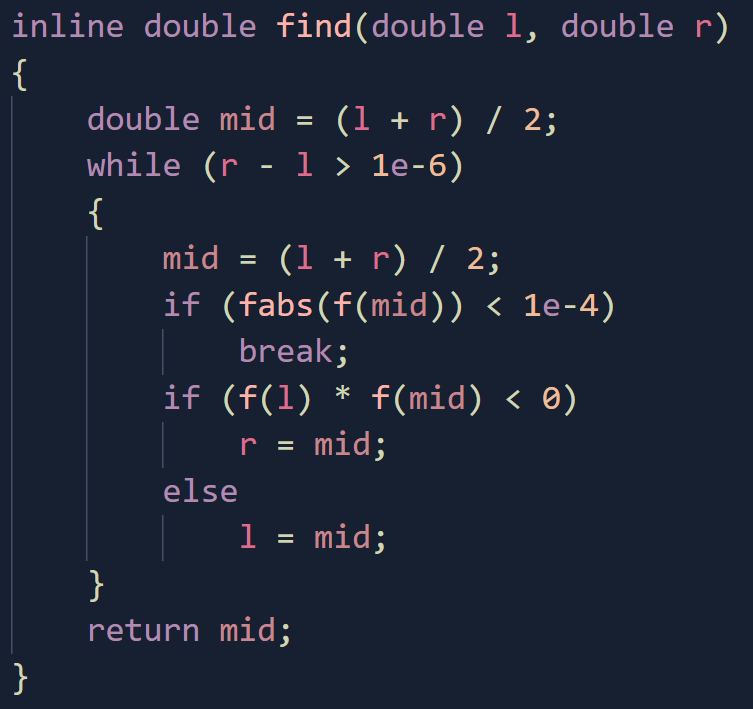 inline double find(double l, double r)
{
    double mid = (l + r) / 2;
    while (r - l > 1e-6)
    {
        mid = (l + r) / 2;
        if (fabs(f(mid)) < 1e-4)
            break;
        if (f(l) * f(mid) < 0)
            r = mid;
        else
            l = mid;
    }
    return mid;
}